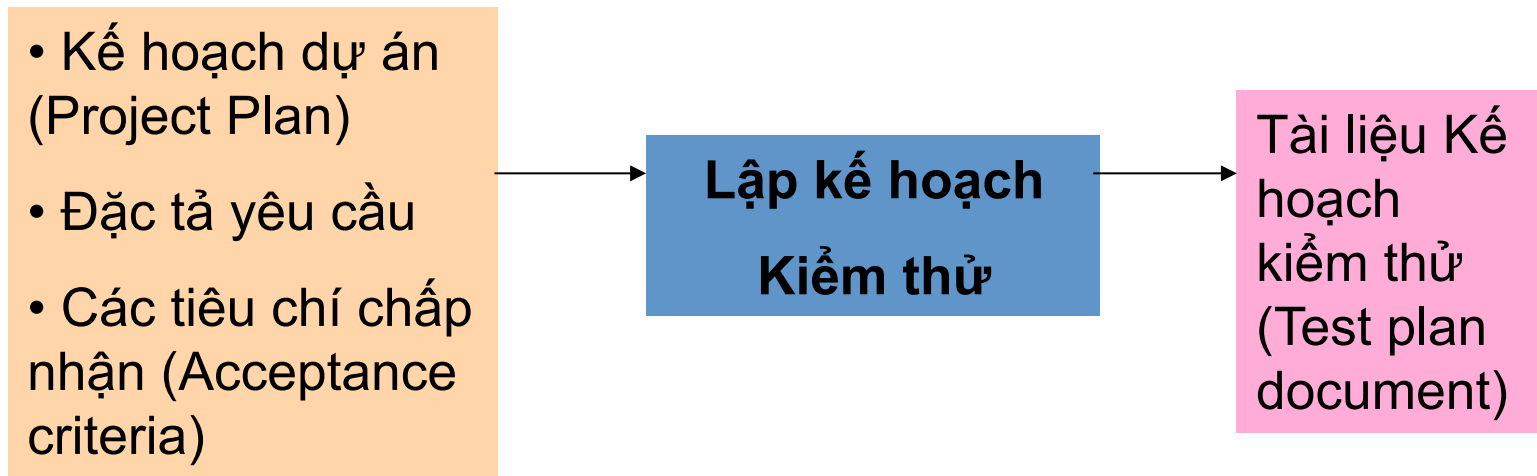 • Kế hoạch dự án
(Project Plan)
• Đặc tả yêu cầu
• Các tiêu chí chấp
nhận (Acceptance
criteria)
Lập kế hoạch
Kiểm thử
Tài liệu Kế
hoạch
kiểm thử
(Test plan
document)